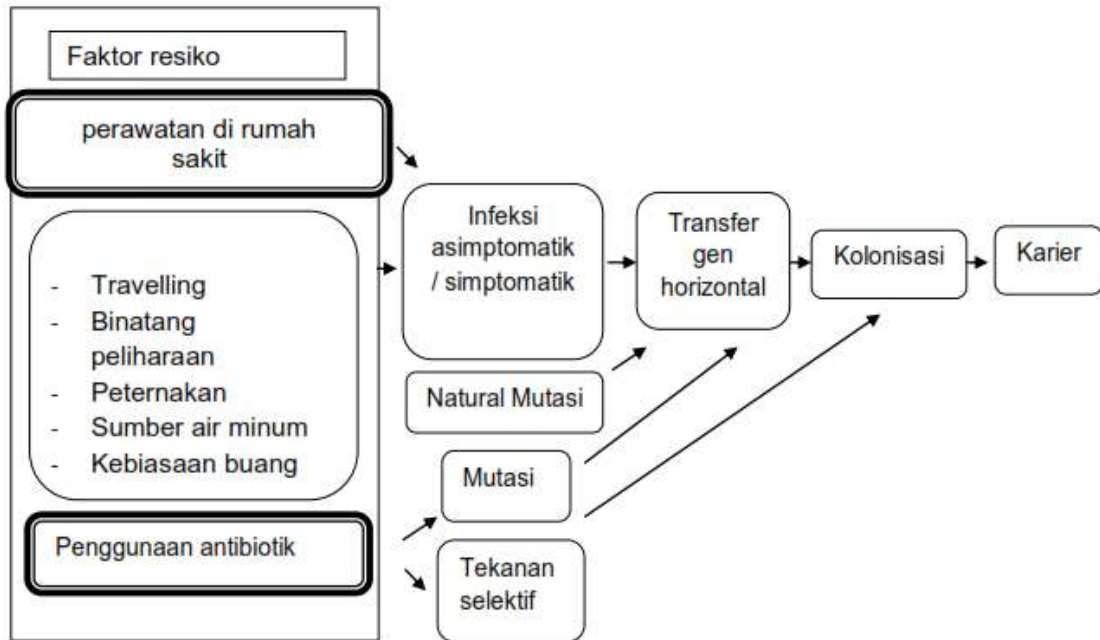 Faktor resiko
perawatan di rumah
sakit
- Travelling
- Binatang
peliharaan
- Peternakan
- Sumber air minum
- Kebiasaan buang
Penggunaan antibiotik
Infeksi
asimptomatik
/ simptomatik
Natural Mutasi
Mutasi
Tekanan
selektif
Transfer
gen
horizontal
Kolonisasi
Karier